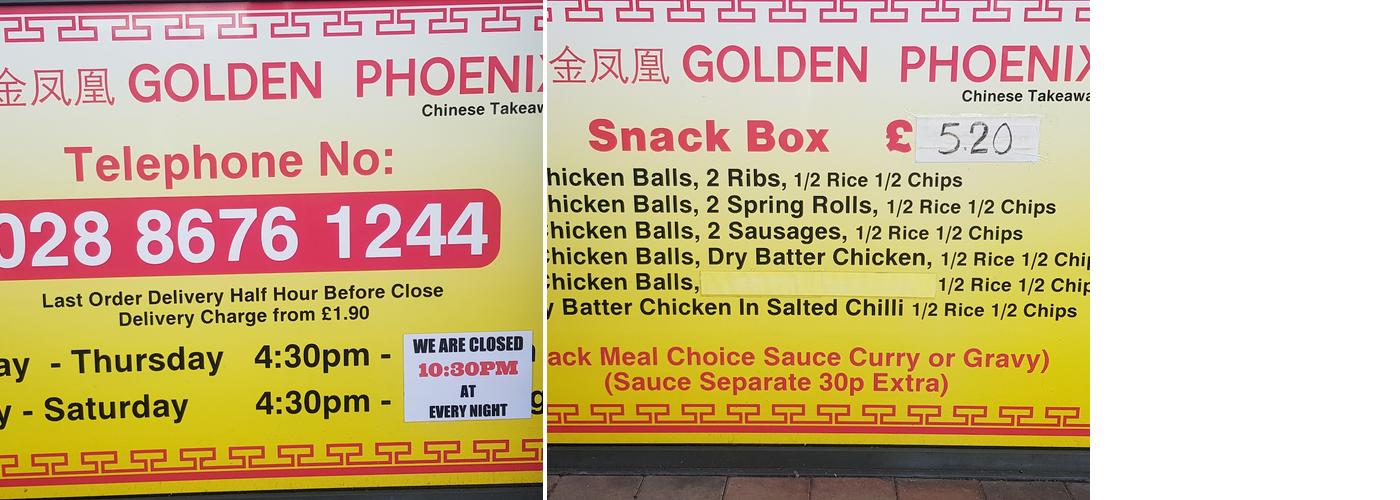 金凤凰 GOLDEN PHOENIX
Chinese Takeaw
Telephone No:
028 8676 1244
Last Order Delivery Half Hour Before Close
Delivery Charge from £1.90
ay - Thursday 4:30pm -
y - Saturday 4:30pm -
WE ARE CLOSED
10:30PM
AT
EVERY NIGHT
金凤凰 GOLDEN PHOENIX
Chinese Takeawa
Snack Box £ 5.20
hicken Balls, 2 Ribs, 1/2 Rice 1/2 Chips
hicken Balls, 2 Spring Rolls, 1/2 Rice 1/2 Chips
hicken Balls, 2 Sausages, 1/2 Rice 1/2 Chips
Chicken Balls, Dry Batter Chicken, 1/2 Rice 1/2 Chip
Chicken Balls, 1/2 Rice 1/2 Chip
y Batter Chicken In Salted Chilli 1/2 Rice 1/2 Chips
ack Meal Choice Sauce Curry or Gravy)
(Sauce Separate 30p Extra)